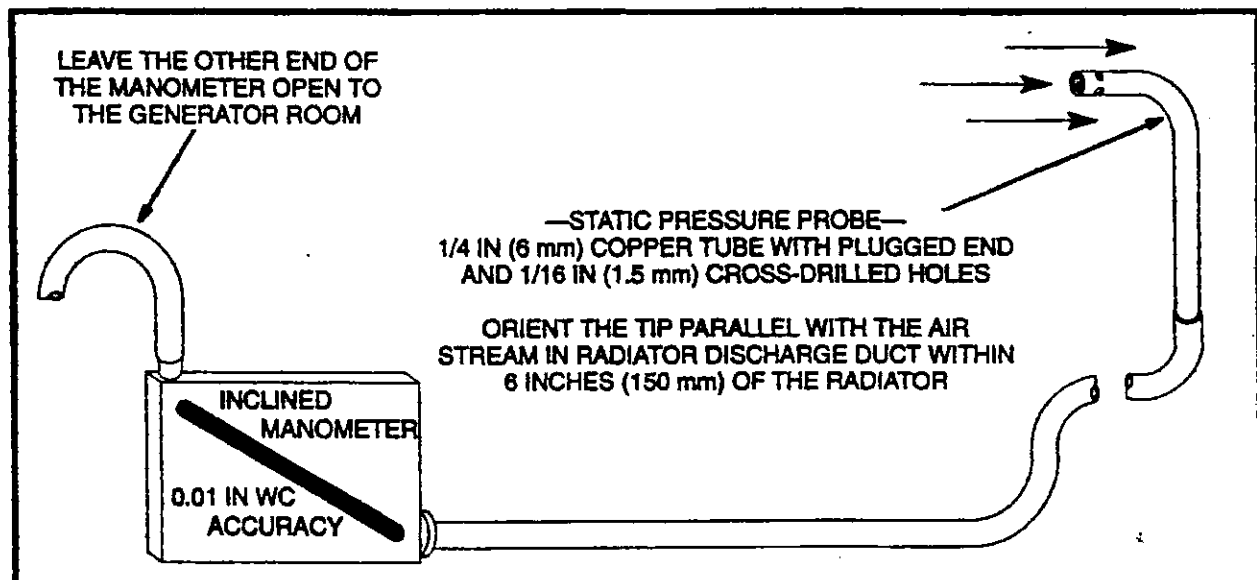 LEAVE THE OTHER END OF
THE MANOMETER OPEN TO
THE GENERATOR ROOM
—STATIC PRESSURE PROBE—
1/4 IN (6 mm) COPPER TUBE WITH PLUGGED END
AND 1/16 IN (1.5 mm) CROSS-DRILLED HOLES
ORIENT THE TIP PARALLEL WITH THE AIR
STREAM IN RADIATOR DISCHARGE DUCT WITHIN
6 INCHES (150 mm) OF THE RADIATOR
INCLINED
MANOMETER
0.01 IN WC
ACCURACY